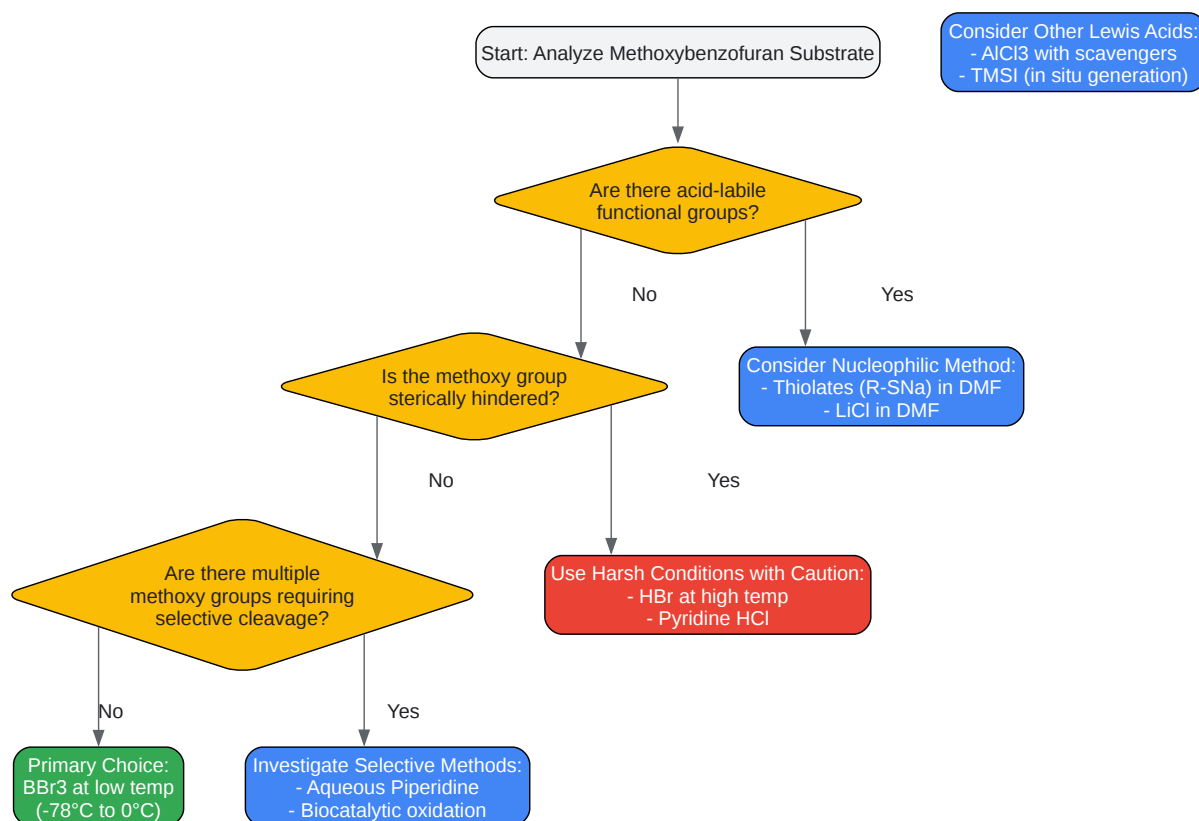 Start: Analyze Methoxybenzofuran Substrate
Consider Other Lewis Acids:
- AlCl3 with scavengers
- TMSI (in situ generation)
Are there acid-labile
functional groups?
No
Yes
Is the methoxy group
sterically hindered?
Consider Nucleophilic Method:
- Thiolates (R-SNa) in DMF
- LiCl in DMF
No
Yes
Are there multiple
methoxy groups requiring
selective cleavage?
Use Harsh Conditions with Caution:
- HBr at high temp
- Pyridine HCl
No
Yes
Primary Choice:
BBr3 at low temp
(-78°C to 0°C)
Investigate Selective Methods:
- Aqueous Piperidine
- Biocatalytic oxidation